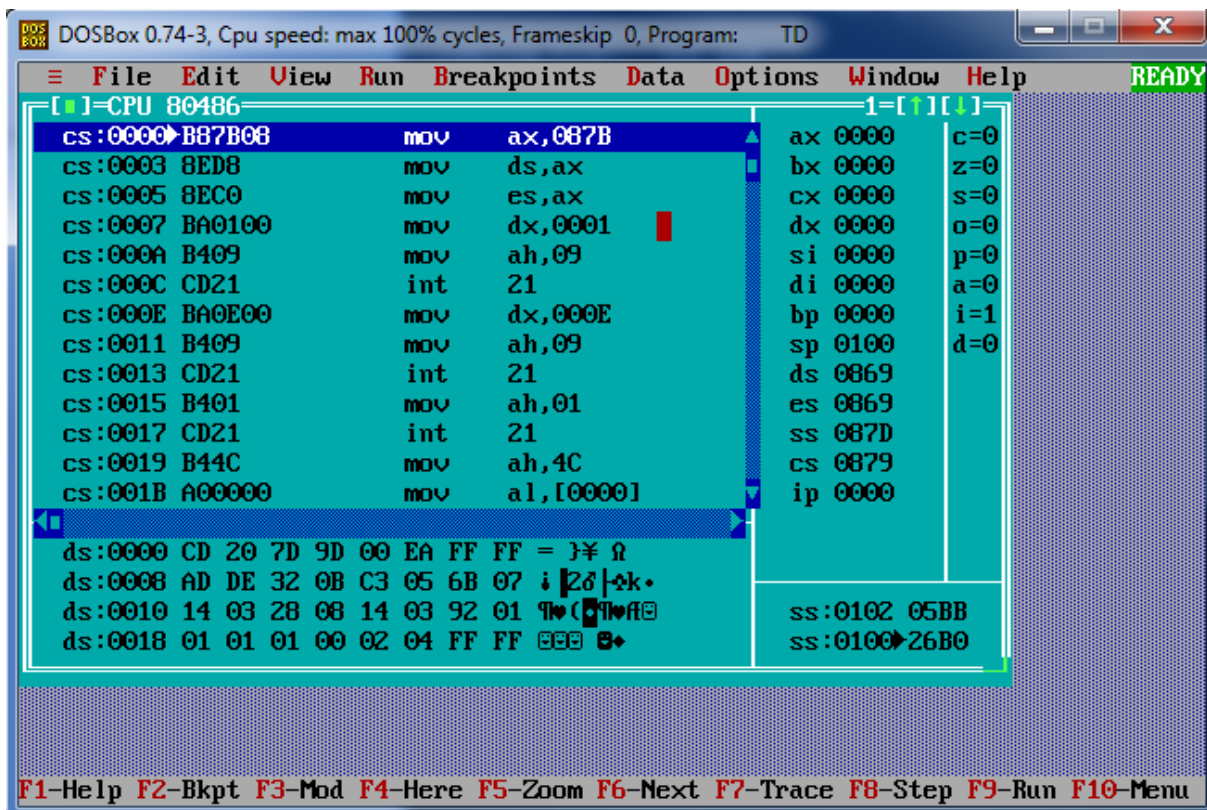 DOSBox 0.74-3, Cpu speed: max 100% cycles, Frameskip 0, Program: TD
≡ File Edit View Run Breakpoints Data Options Window Help READY
[■]=CPU 80486 1=[↑][↓]
cs:0000►B87B08 mov ax,087B ax 0000 c=0
cs:0003 8ED8 mov ds,ax bx 0000 z=0
cs:0005 8EC0 mov es,ax cx 0000 s=0
cs:0007 BA0100 mov dx,0001 dx 0000 o=0
cs:000A B409 mov ah,09 si 0000 p=0
cs:000C CD21 int 21 di 0000 a=0
cs:000E BA0E00 mov dx,000E bp 0000 i=1
cs:0011 B409 mov ah,09 sp 0100 d=0
cs:0013 CD21 int 21 ds 0869
cs:0015 B401 mov ah,01 es 0869
cs:0017 CD21 int 21 ss 087D
cs:0019 B44C mov ah,4C cs 0879
cs:001B A00000 mov al,[0000] ip 0000
ds:0000 CD 20 7D 9D 00 EA FF FF = }¥ Ω
ds:0008 AD DE 32 0B C3 05 6B 07 ¡▐2♂├♣k•
ds:0010 14 03 28 08 14 03 92 01 ¶♥(◘¶♥Æ☺ ss:0102 05BB
ds:0018 01 01 01 00 02 04 FF FF ☺☺☺ ☻♦ ss:0100►26B0
F1-Help F2-Bkpt F3-Mod F4-Here F5-Zoom F6-Next F7-Trace F8-Step F9-Run F10-Menu